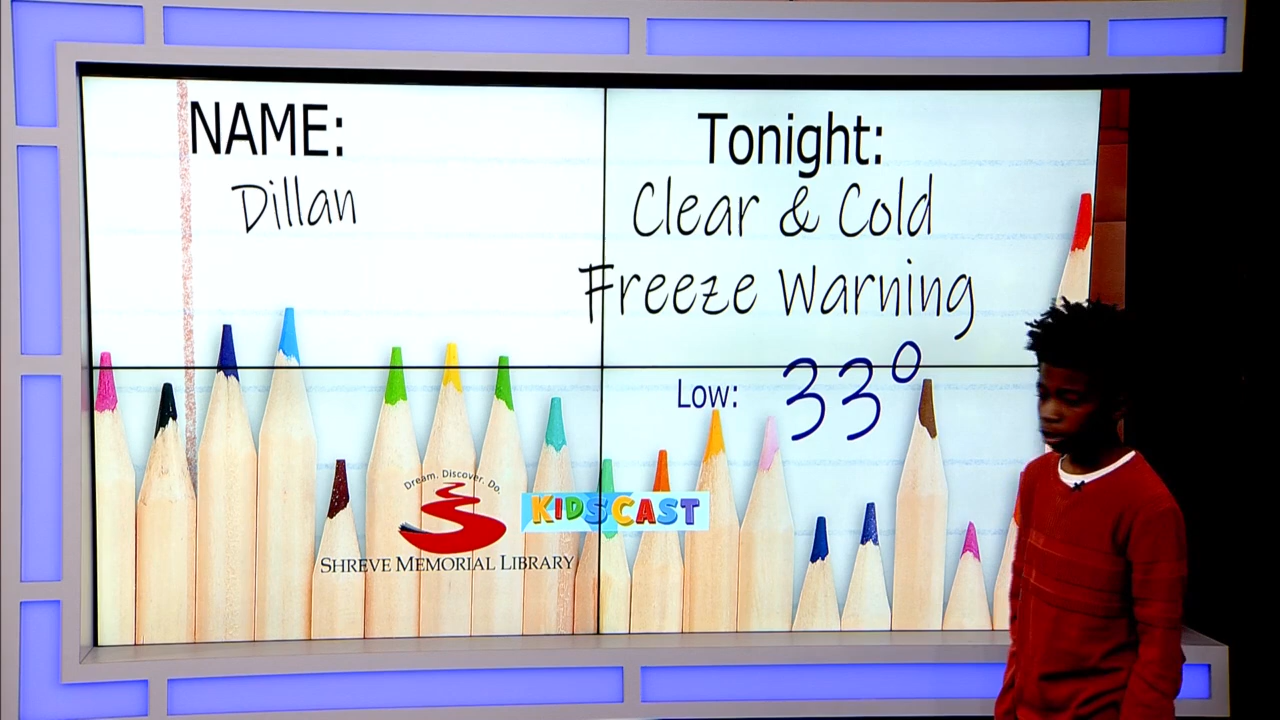 NAME:
Dillan
Tonight:
Clear & Cold
Freeze Warning
Low: 33°
Dream. Discover. Do.
SHREVE MEMORIAL LIBRARY
KIDSCAST